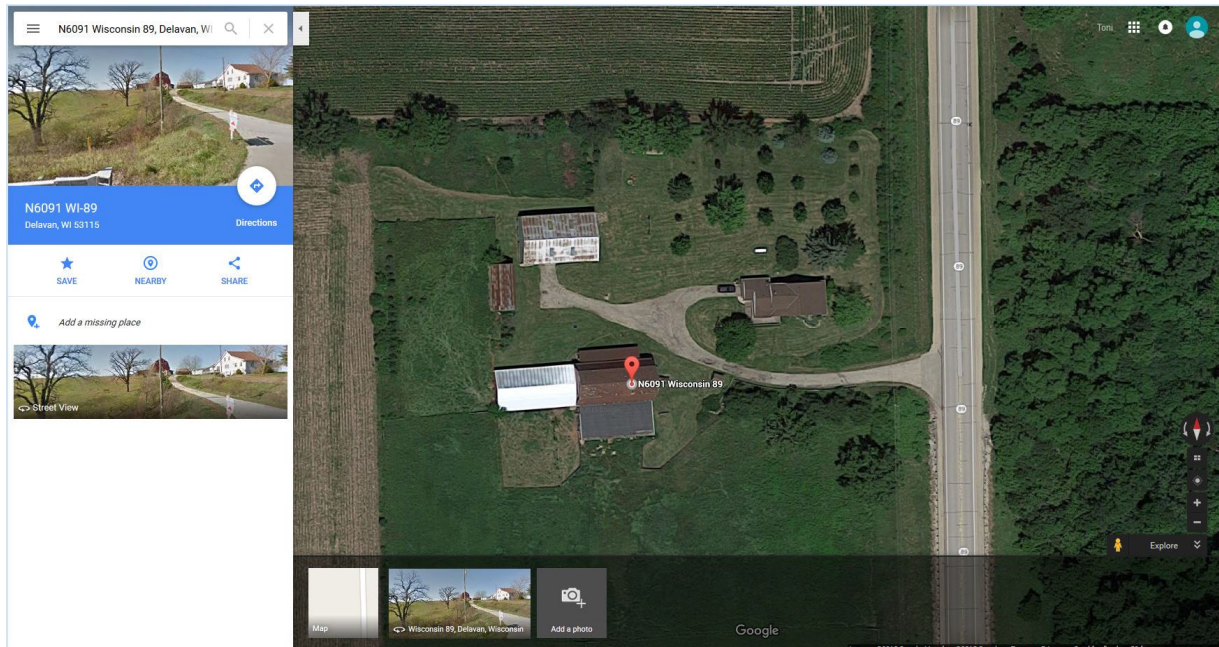 N6091 Wisconsin 89, Delavan, WI
Toni
N6091 WI-89
Delavan, WI 53115
Directions
SAVE
NEARBY
SHARE
Add a missing place
Street View
89
89
N6091 Wisconsin 89
89
89
Explore
Map
Wisconsin 89, Delavan, Wisconsin
Add a photo
Google